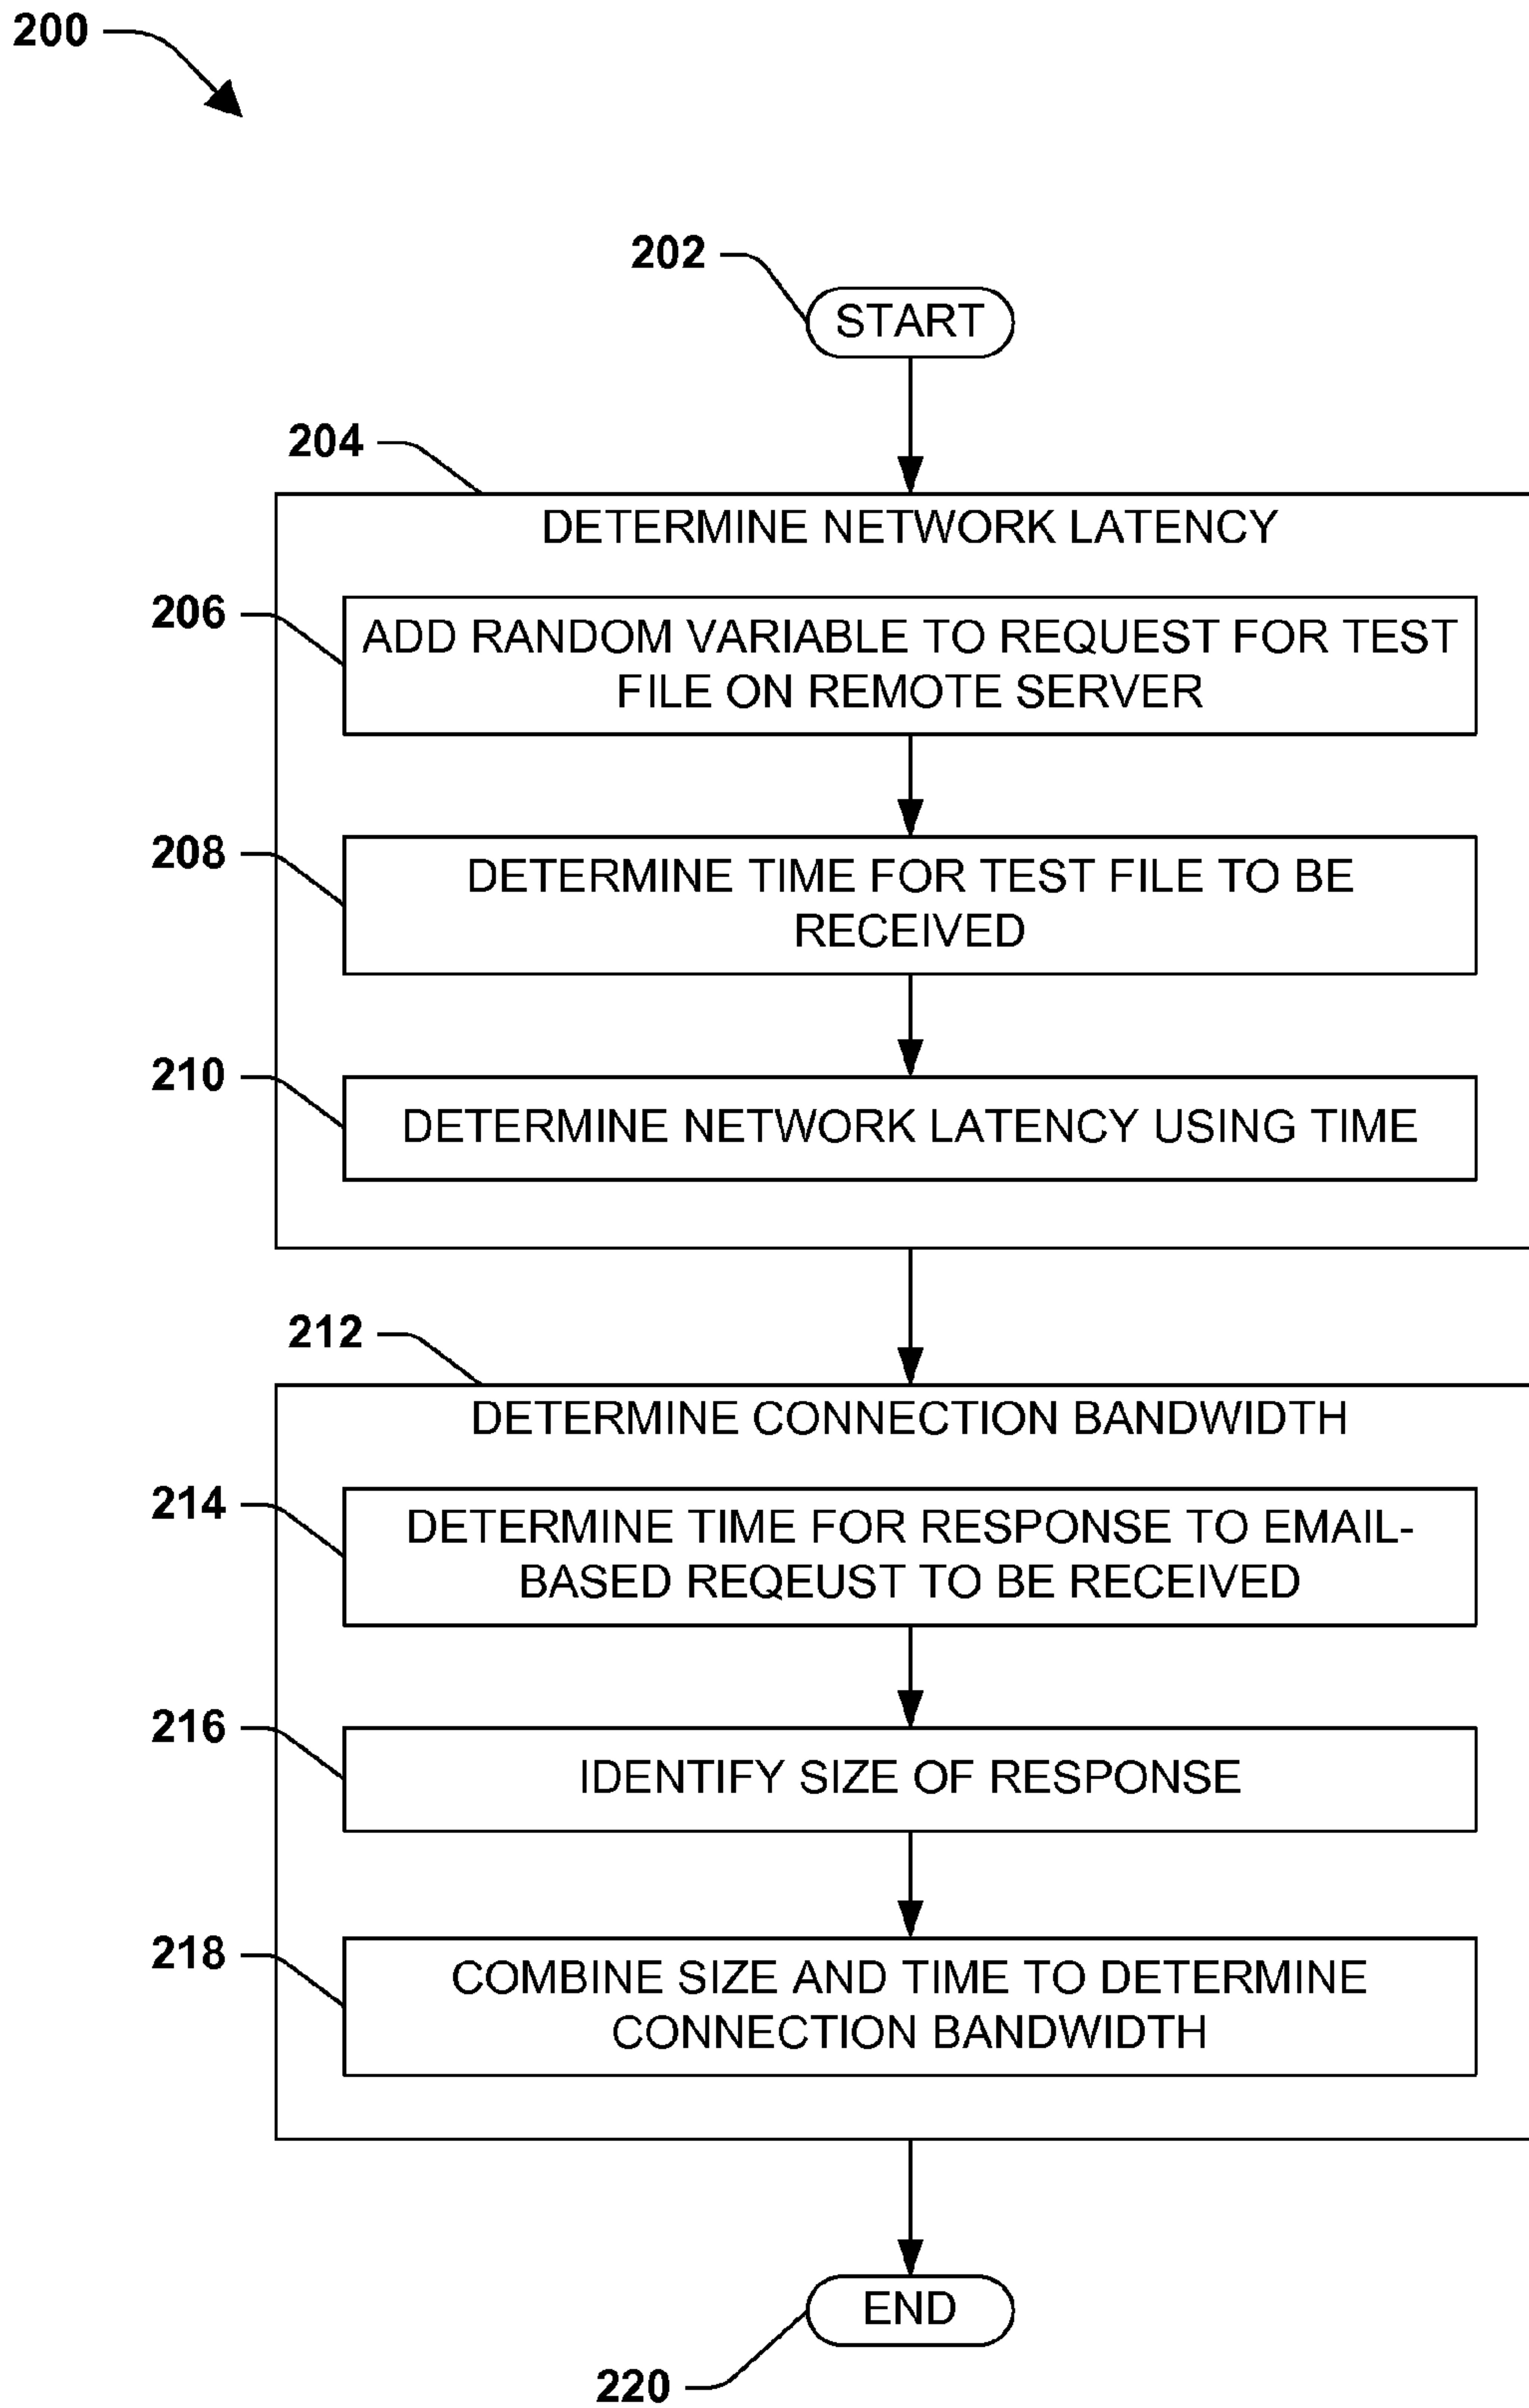 200
202
START
204
DETERMINE NETWORK LATENCY
206
ADD RANDOM VARIABLE TO REQUEST FOR TEST
FILE ON REMOTE SERVER
208
DETERMINE TIME FOR TEST FILE TO BE
RECEIVED
210
DETERMINE NETWORK LATENCY USING TIME
212
DETERMINE CONNECTION BANDWIDTH
214
DETERMINE TIME FOR RESPONSE TO EMAIL-
BASED REQEUST TO BE RECEIVED
216
IDENTIFY SIZE OF RESPONSE
218
COMBINE SIZE AND TIME TO DETERMINE
CONNECTION BANDWIDTH
END
220